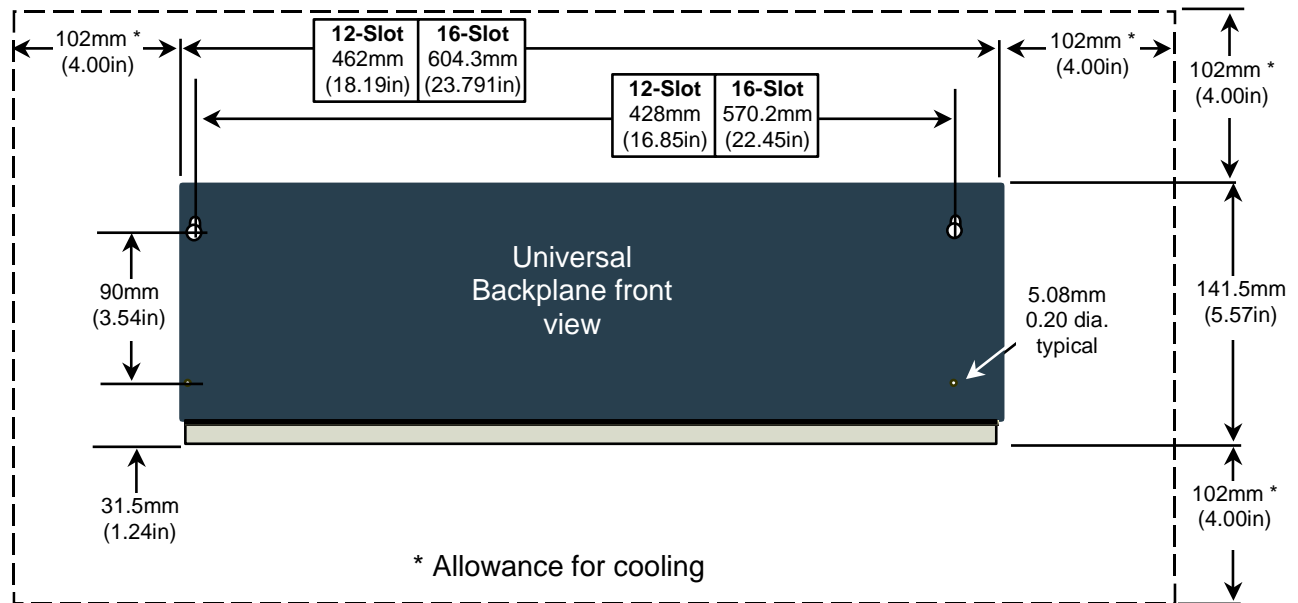 102mm *
(4.00in)
12-Slot 16-Slot
462mm 604.3mm
(18.19in) (23.791in)
102mm *
(4.00in)
102mm *
(4.00in)
12-Slot 16-Slot
428mm 570.2mm
(16.85in) (22.45in)
Universal
Backplane front
view
90mm
(3.54in)
5.08mm
0.20 dia.
typical
141.5mm
(5.57in)
31.5mm
(1.24in)
102mm *
(4.00in)
* Allowance for cooling